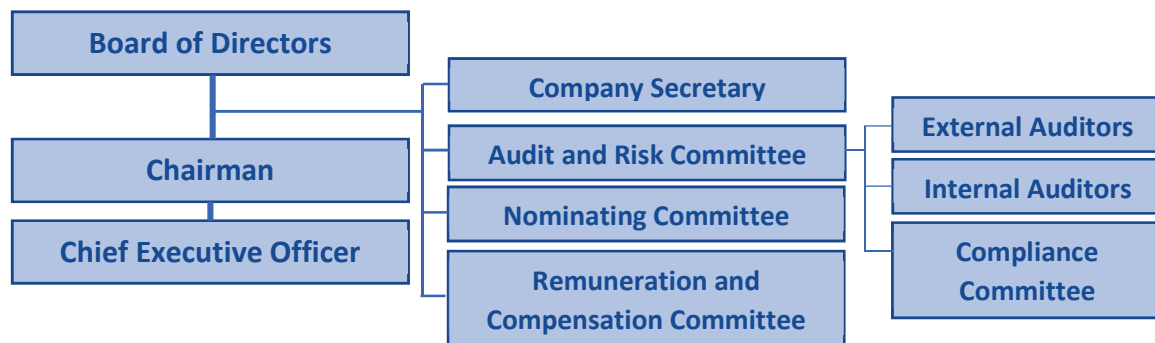 Board of Directors
Chairman
Chief Executive Officer
Company Secretary
Audit and Risk Committee
Nominating Committee
Remuneration and
Compensation Committee
External Auditors
Internal Auditors
Compliance
Committee